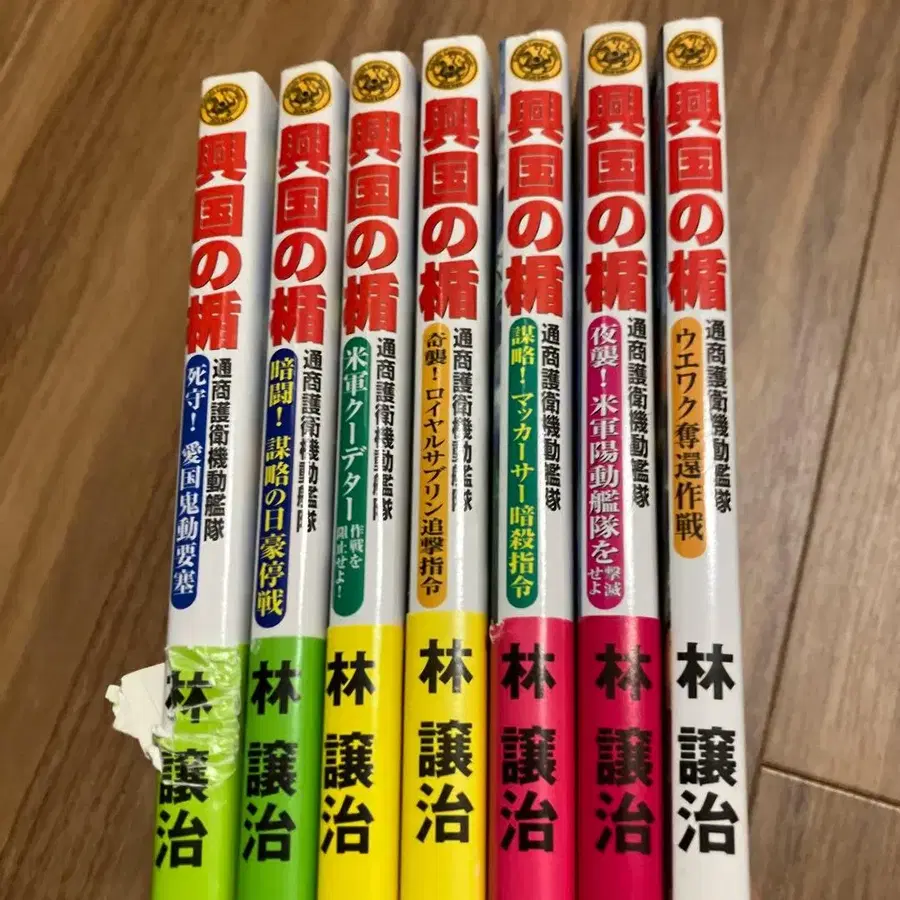 興国の楯
通商護衛機動艦隊
死守!愛国鬼動要塞
林 譲治
興国の楯
通商護衛機動艦隊
暗闘!謀略の日豪停戦
林 譲治
興国の楯
通商護衛機動艦隊
米軍クーデター作戦を阻止せよ!
林 譲治
興国の楯
通商護衛機動艦隊
奇襲!ロイヤルサブリン追撃指令
林 譲治
興国の楯
通商護衛機動艦隊
謀略!マッカーサー暗殺指令
林 譲治
興国の楯
通商護衛機動艦隊
夜襲!米軍陽動艦隊を撃滅せよ
林 譲治
興国の楯
通商護衛機動艦隊
ウエワク奪還作戦
林 譲治